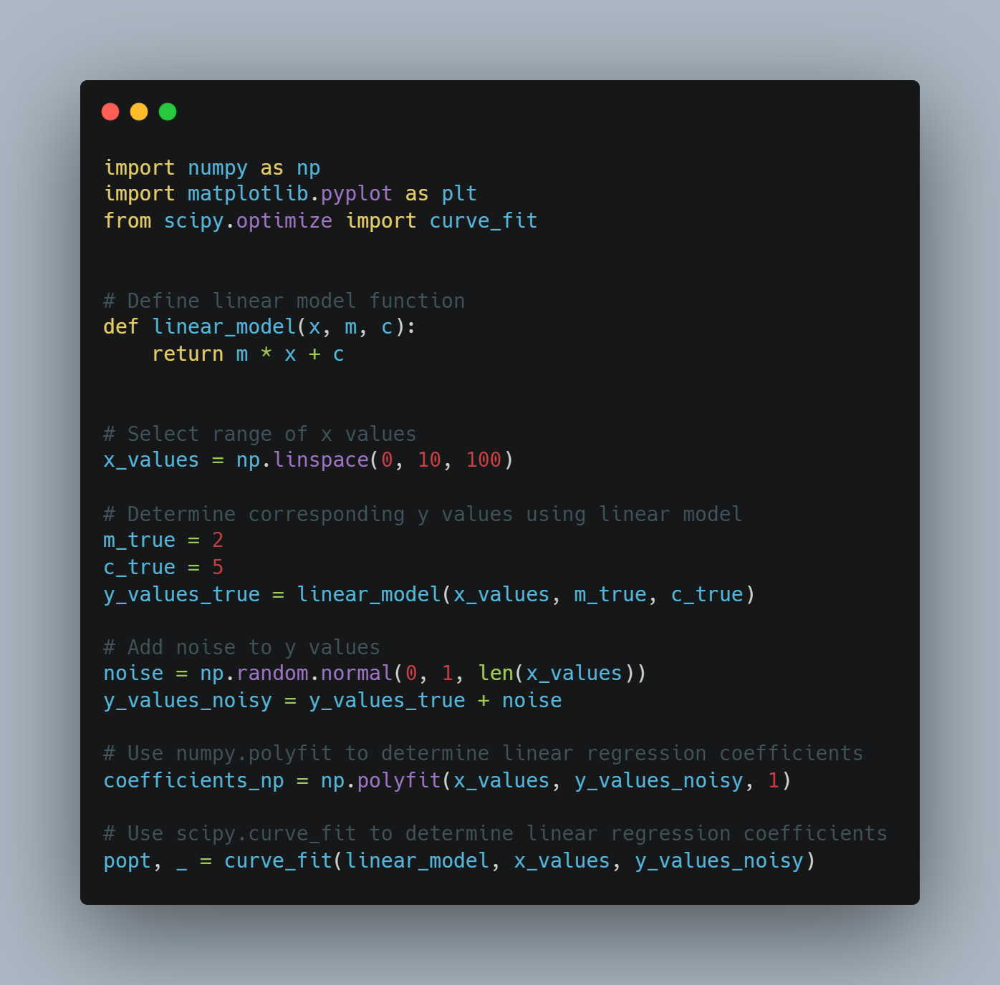 import numpy as np
import matplotlib.pyplot as plt
from scipy.optimize import curve_fit


# Define linear model function
def linear_model(x, m, c):
    return m * x + c


# Select range of x values
x_values = np.linspace(0, 10, 100)

# Determine corresponding y values using linear model
m_true = 2
c_true = 5
y_values_true = linear_model(x_values, m_true, c_true)

# Add noise to y values
noise = np.random.normal(0, 1, len(x_values))
y_values_noisy = y_values_true + noise

# Use numpy.polyfit to determine linear regression coefficients
coefficients_np = np.polyfit(x_values, y_values_noisy, 1)

# Use scipy.curve_fit to determine linear regression coefficients
popt, _ = curve_fit(linear_model, x_values, y_values_noisy)